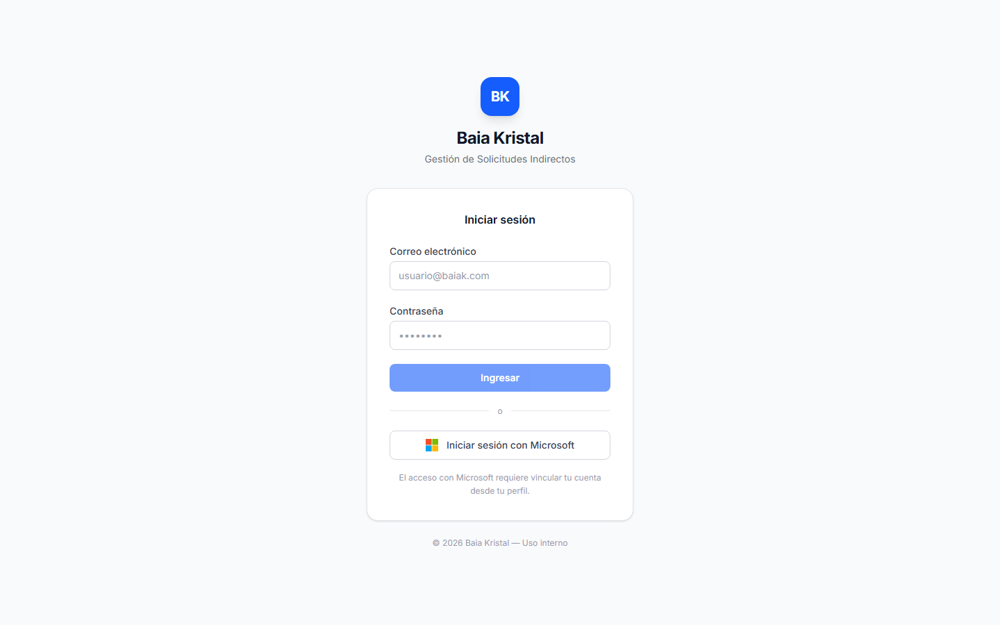 BK
Baia Kristal
Gestión de Solicitudes Indirectos
Iniciar sesión
Correo electrónico
usuario@baiak.com
Contraseña
••••••••
Ingresar
o
Iniciar sesión con Microsoft
El acceso con Microsoft requiere vincular tu cuenta
desde tu perfil.
© 2026 Baia Kristal — Uso interno